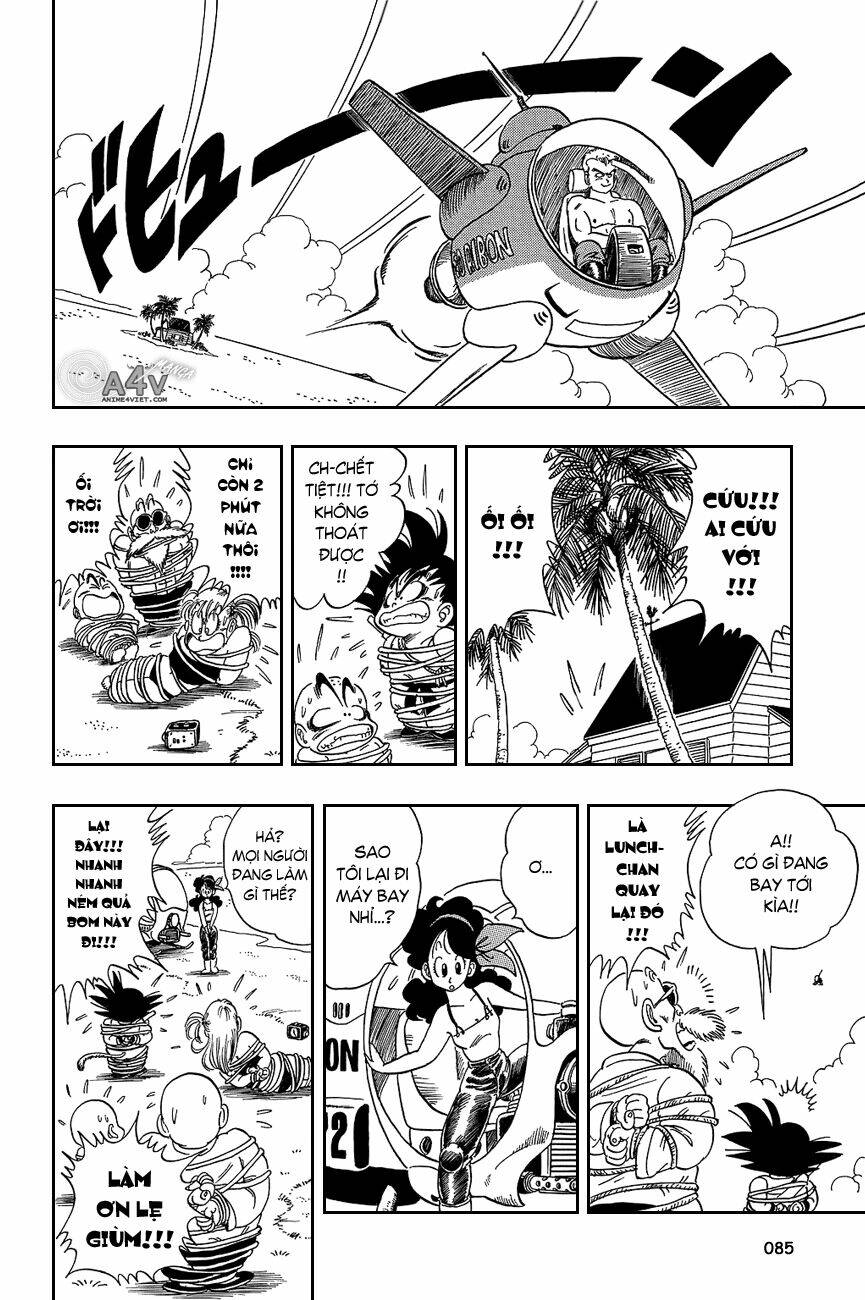 ドヒューン
RIBON
MANGA
A4V
ANIME4VIET.COM
CỨU!!!
AI CỨU
VỚI
!!!
ỐI ỐI
!!!
CH-CHẾT
TIỆT!!! TỚ
KHÔNG
THOÁT
ĐƯỢC
!!
CHỈ
CÒN 2
PHÚT
NỮA
THÔI
!!!!
ỐI
TRỜI
ƠI!!!
A!!
CÓ GÌ ĐANG
BAY TỚI
KÌA!!
LÀ
LUNCH-
CHAN
QUAY
LẠI ĐÓ
!!!
Ơ...
SAO
TÔI LẠI ĐI
MÁY BAY
NHỈ...?
ON
2
HẢ?
MỌI NGƯỜI
ĐANG LÀM
GÌ THẾ?
LẠI
ĐÂY!!!
NHANH
NHANH
NÉM QUẢ
BOM NÀY
ĐI!!!!
LÀM
ƠN LẸ
GIÙM!!!
085